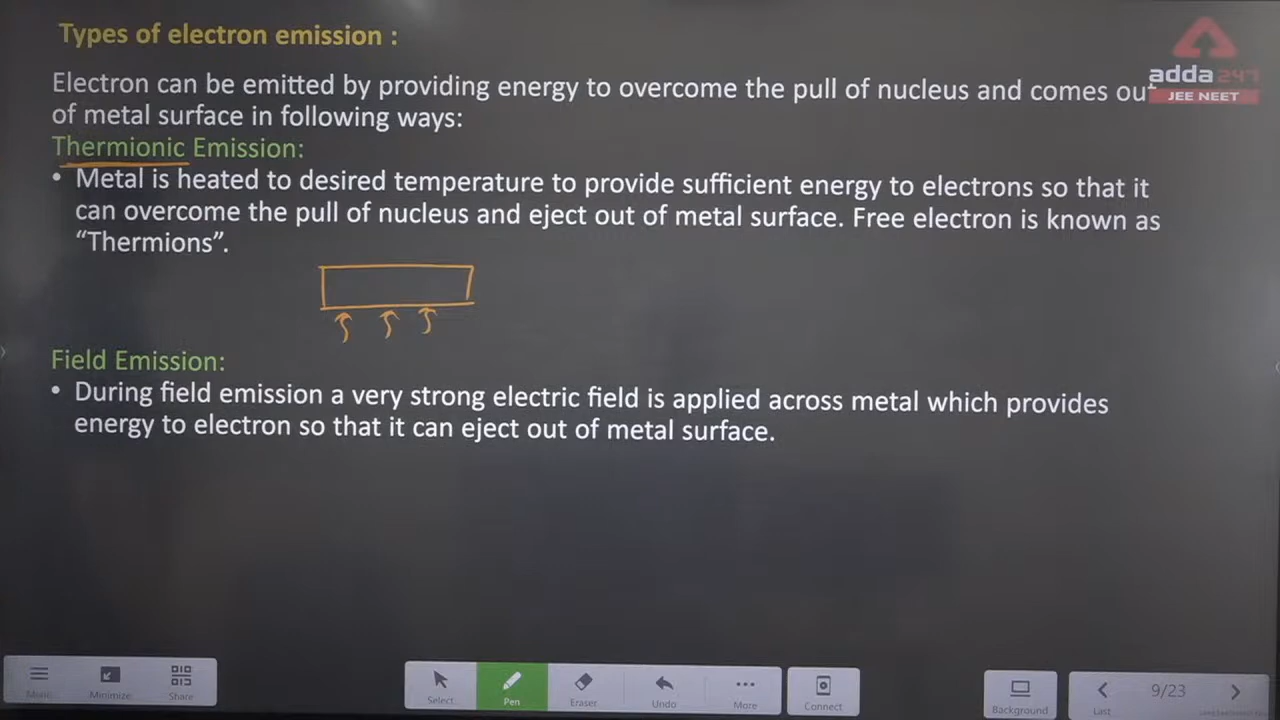 Types of electron emission :
adda 247
JEE NEET
Electron can be emitted by providing energy to overcome the pull of nucleus and comes out
of metal surface in following ways:
Thermionic Emission:
• Metal is heated to desired temperature to provide sufficient energy to electrons so that it
can overcome the pull of nucleus and eject out of metal surface. Free electron is known as
“Thermions”.
Field Emission:
• During field emission a very strong electric field is applied across metal which provides
energy to electron so that it can eject out of metal surface.
Menu Minimize Share Select Pen Eraser Undo More Connect Background Last 9/23